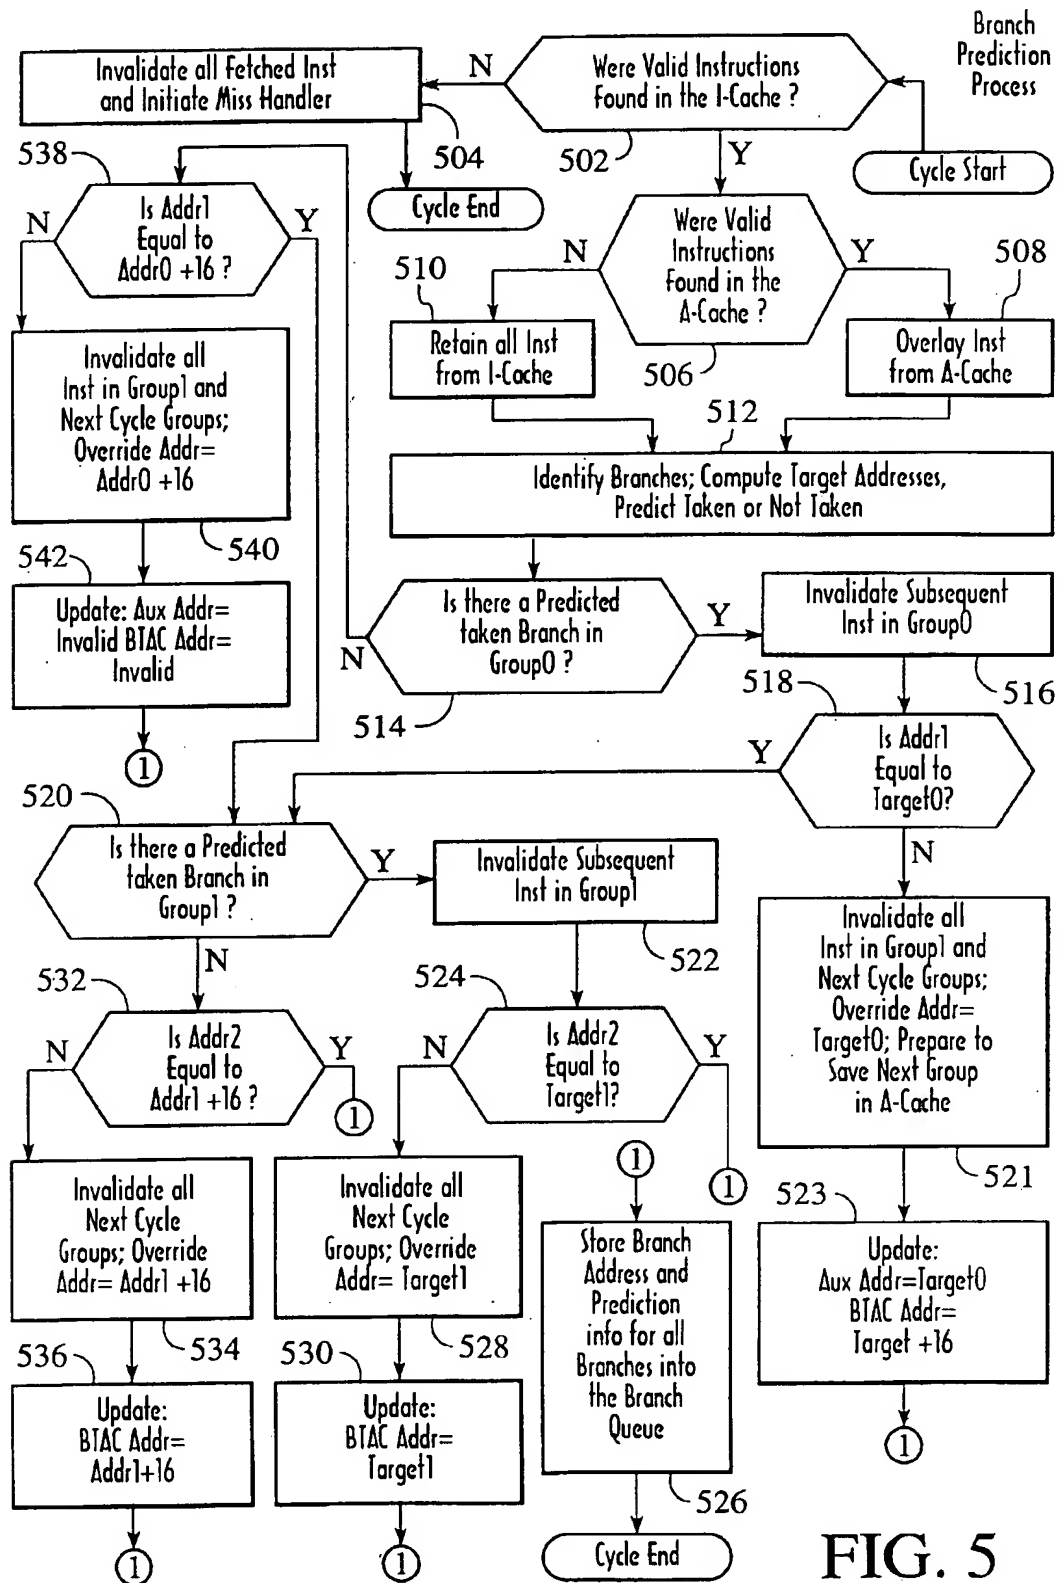 Branch
Prediction
Process
Cycle Start
Were Valid Instructions
Found in the I-Cache ?
502
N
Y
Invalidate all Fetched Inst
and Initiate Miss Handler
504
Cycle End
Were Valid
Instructions
Found in the
A-Cache ?
506
N
Y
510
Retain all Inst
from I-Cache
508
Overlay Inst
from A-Cache
512
Identify Branches; Compute Target Addresses,
Predict Taken or Not Taken
Is there a Predicted
taken Branch in
Group0 ?
514
N
Y
Invalidate Subsequent
Inst in Group0
516
518
Is Addr1
Equal to
Target0?
Y
N
Invalidate all
Inst in Group1 and
Next Cycle Groups;
Override Addr=
Target0; Prepare to
Save Next Group
in A-Cache
521
523
Update:
Aux Addr=Target0
BTAC Addr=
Target +16
1
538
Is Addr1
Equal to
Addr0 +16 ?
N
Y
Invalidate all
Inst in Group1 and
Next Cycle Groups;
Override Addr=
Addr0 +16
540
542
Update: Aux Addr=
Invalid BTAC Addr=
Invalid
1
520
Is there a Predicted
taken Branch in
Group1 ?
Y
N
Invalidate Subsequent
Inst in Group1
522
524
Is Addr2
Equal to
Target1?
N
Y
1
532
Is Addr2
Equal to
Addr1 +16 ?
N
Y
1
Invalidate all
Next Cycle
Groups; Override
Addr= Addr1 +16
534
536
Update:
BTAC Addr=
Addr1+16
1
Invalidate all
Next Cycle
Groups; Override
Addr= Target1
528
530
Update:
BTAC Addr=
Target1
1
1
Store Branch
Address and
Prediction
info for all
Branches into
the Branch
Queue
526
Cycle End
FIG. 5